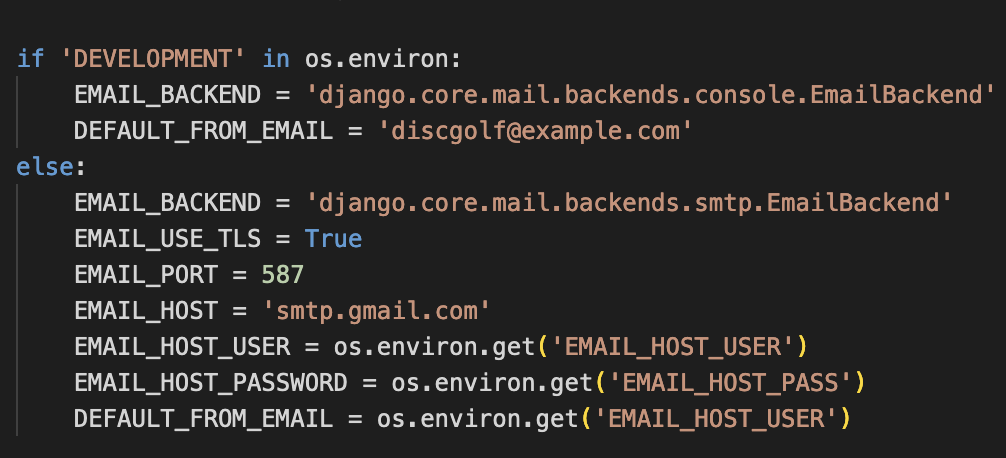 if 'DEVELOPMENT' in os.environ:
    EMAIL_BACKEND = 'django.core.mail.backends.console.EmailBackend'
    DEFAULT_FROM_EMAIL = 'discgolf@example.com'
else:
    EMAIL_BACKEND = 'django.core.mail.backends.smtp.EmailBackend'
    EMAIL_USE_TLS = True
    EMAIL_PORT = 587
    EMAIL_HOST = 'smtp.gmail.com'
    EMAIL_HOST_USER = os.environ.get('EMAIL_HOST_USER')
    EMAIL_HOST_PASSWORD = os.environ.get('EMAIL_HOST_PASS')
    DEFAULT_FROM_EMAIL = os.environ.get('EMAIL_HOST_USER')